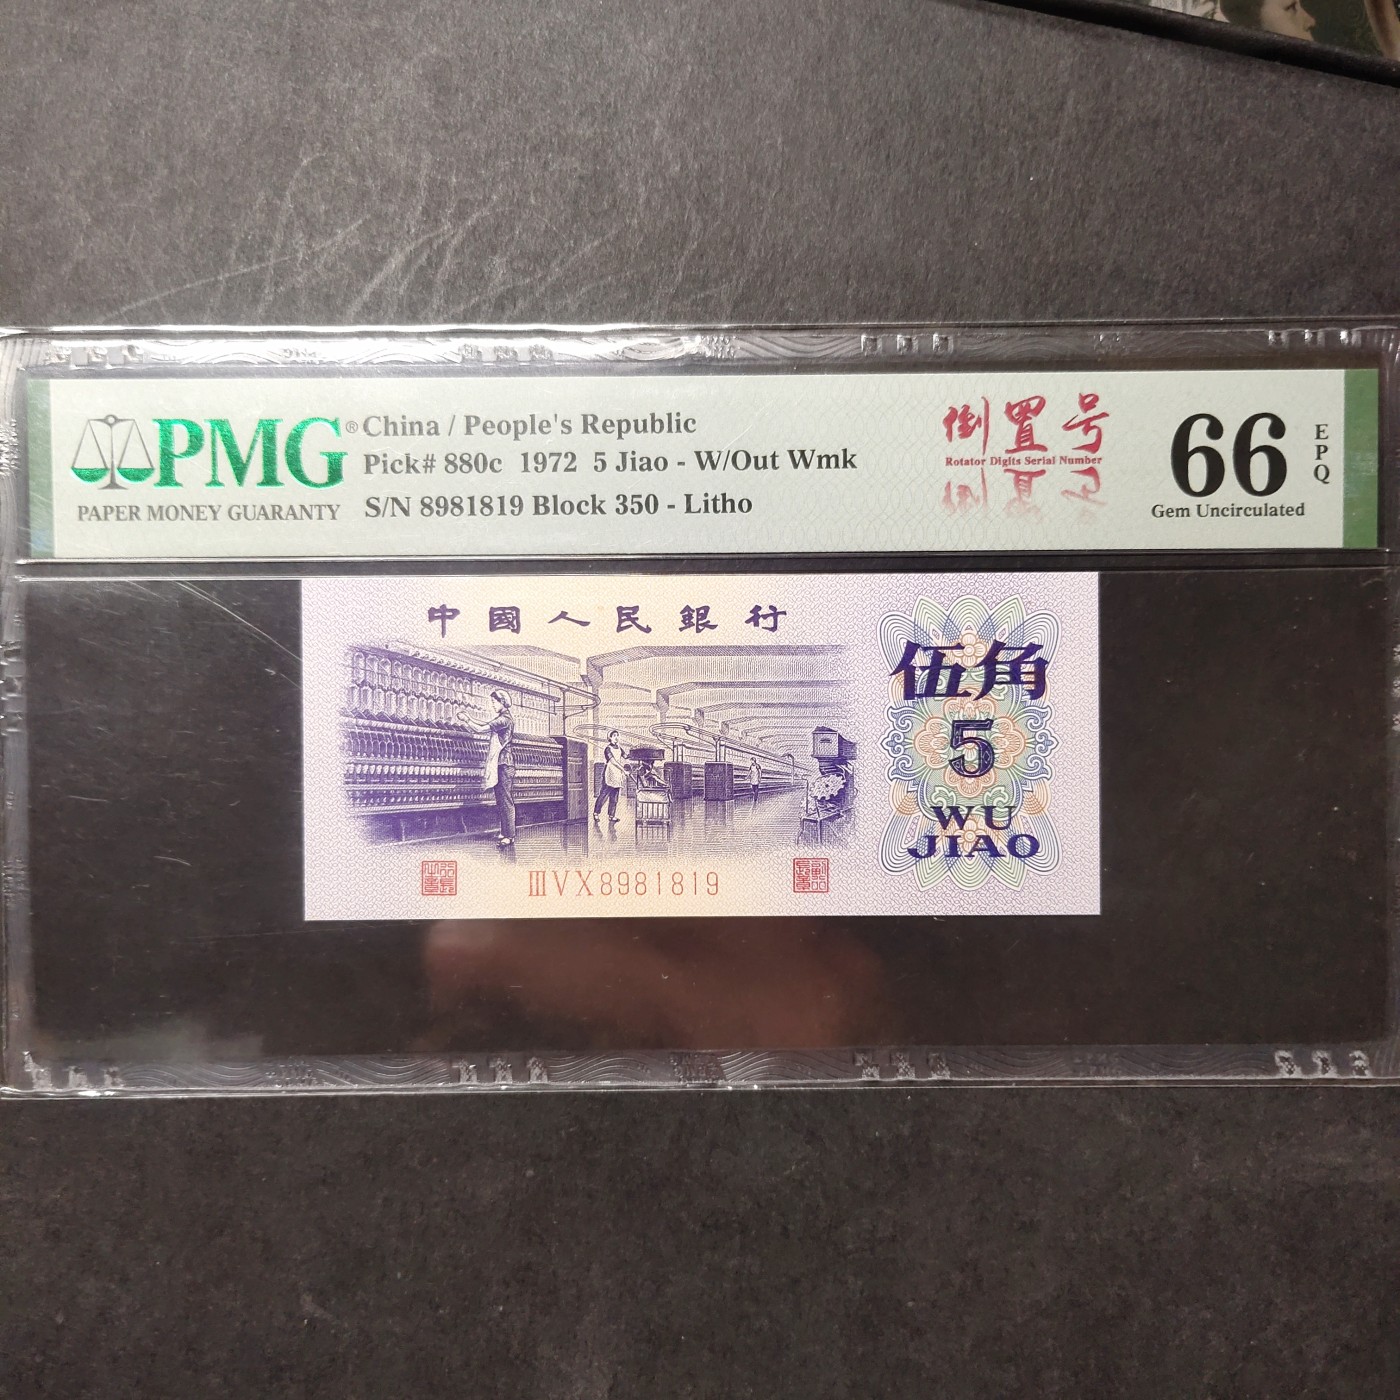 PMG®
PAPER MONEY GUARANTY
China / People's Republic
Pick# 880c 1972 5 Jiao - W/Out Wmk
S/N 8981819 Block 350 - Litho
倒置号
Rotator Digits Serial Number
66
EPQ
Gem Uncirculated
中國人民銀行
伍角
5
WU
JIAO
ⅢVX8981819